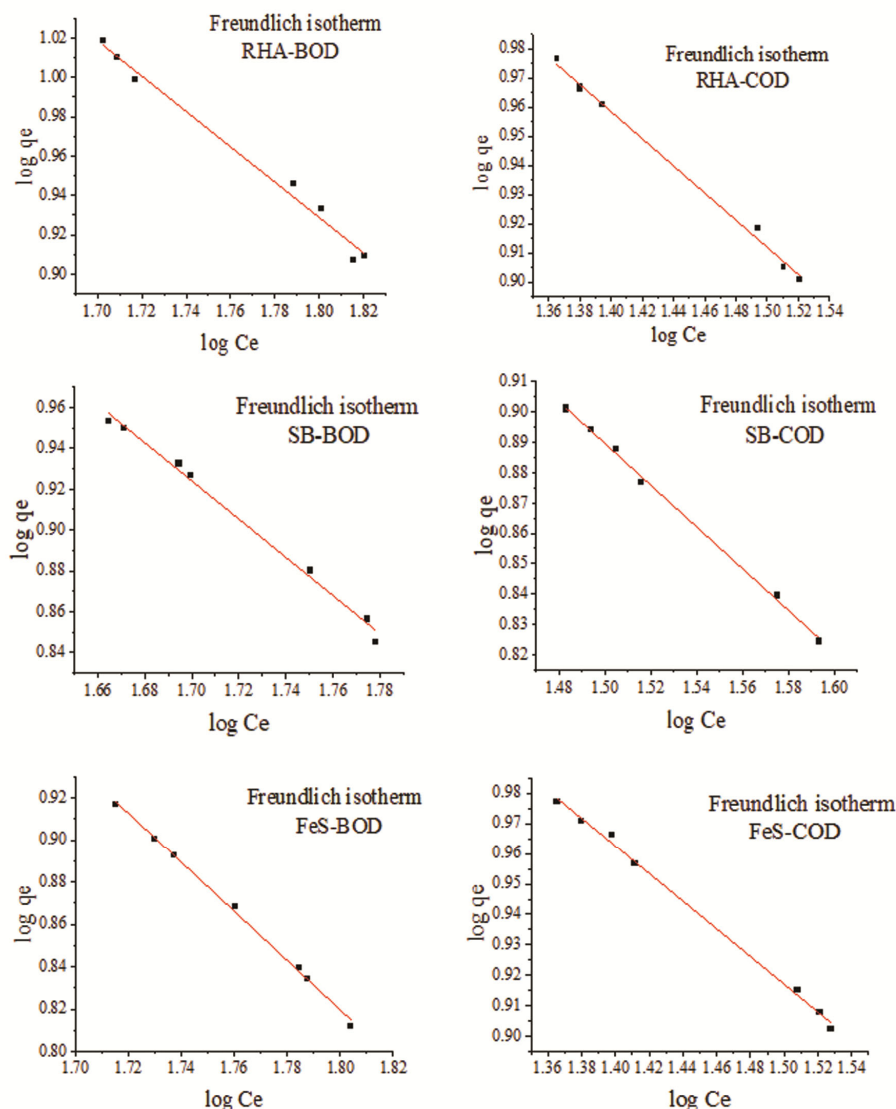 Freundlich isotherm
RHA-BOD
1.02
1.00
0.98
0.96
0.94
0.92
0.90
log qe
1.70 1.72 1.74 1.76 1.78 1.80 1.82
log Ce
Freundlich isotherm
RHA-COD
0.98
0.97
0.96
0.95
0.94
0.93
0.92
0.91
0.90
log qe
1.36 1.38 1.40 1.42 1.44 1.46 1.48 1.50 1.52 1.54
log Ce
Freundlich isotherm
SB-BOD
0.96
0.94
0.92
0.90
0.88
0.86
0.84
log qe
1.66 1.68 1.70 1.72 1.74 1.76 1.78
log Ce
Freundlich isotherm
SB-COD
0.91
0.90
0.89
0.88
0.87
0.86
0.85
0.84
0.83
0.82
log qe
1.48 1.50 1.52 1.54 1.56 1.58 1.60
log Ce
Freundlich isotherm
FeS-BOD
0.92
0.90
0.88
0.86
0.84
0.82
0.80
log qe
1.70 1.72 1.74 1.76 1.78 1.80 1.82
log Ce
Freundlich isotherm
FeS-COD
0.98
0.97
0.96
0.95
0.94
0.93
0.92
0.91
0.90
log qe
1.36 1.38 1.40 1.42 1.44 1.46 1.48 1.50 1.52 1.54
log Ce